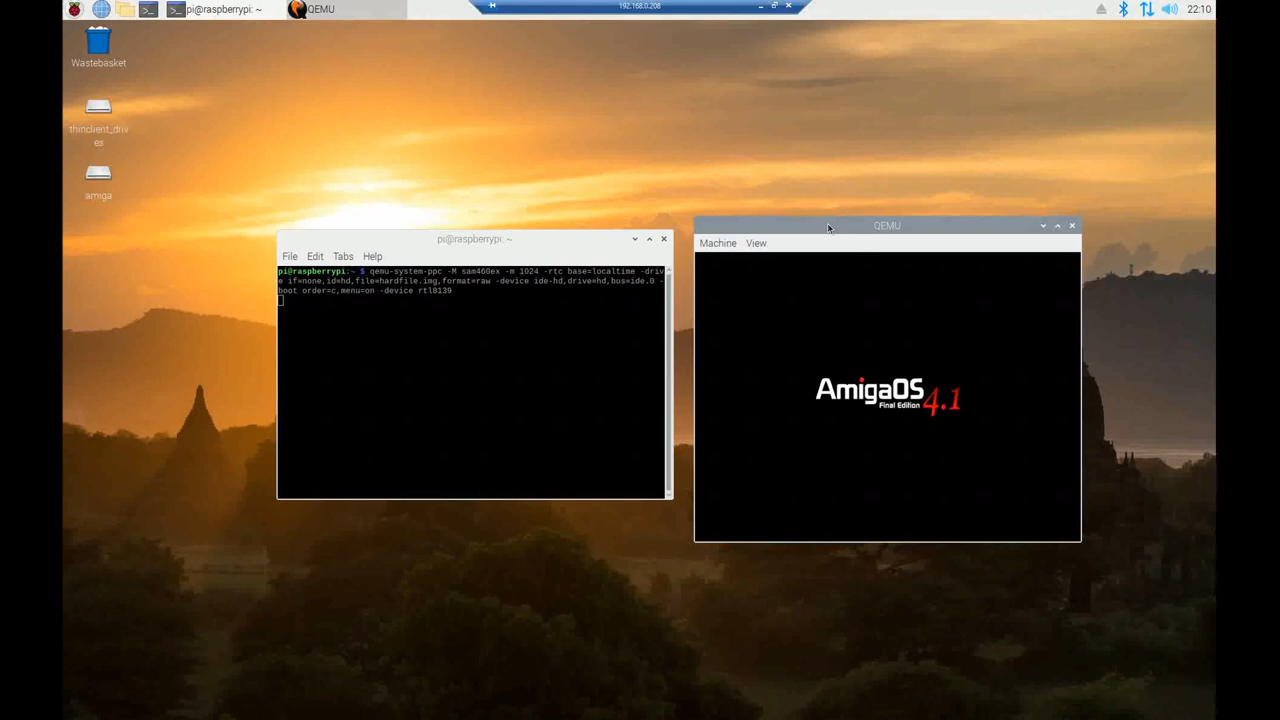 pi@raspberrypi: ~
QEMU
192.168.0.208
22:10
Wastebasket
thinclient_driv
es
amiga
pi@raspberrypi: ~
File Edit Tabs Help
pi@raspberrypi:~ $ qemu-system-ppc -M sam460ex -m 1024 -rtc base=localtime -driv
e if=none,id=hd,file=hardfile.img,format=raw -device ide-hd,drive=hd,bus=ide.0 -
boot order=c,menu=on -device rtl8139
QEMU
Machine View
AmigaOS 4.1
Final Edition